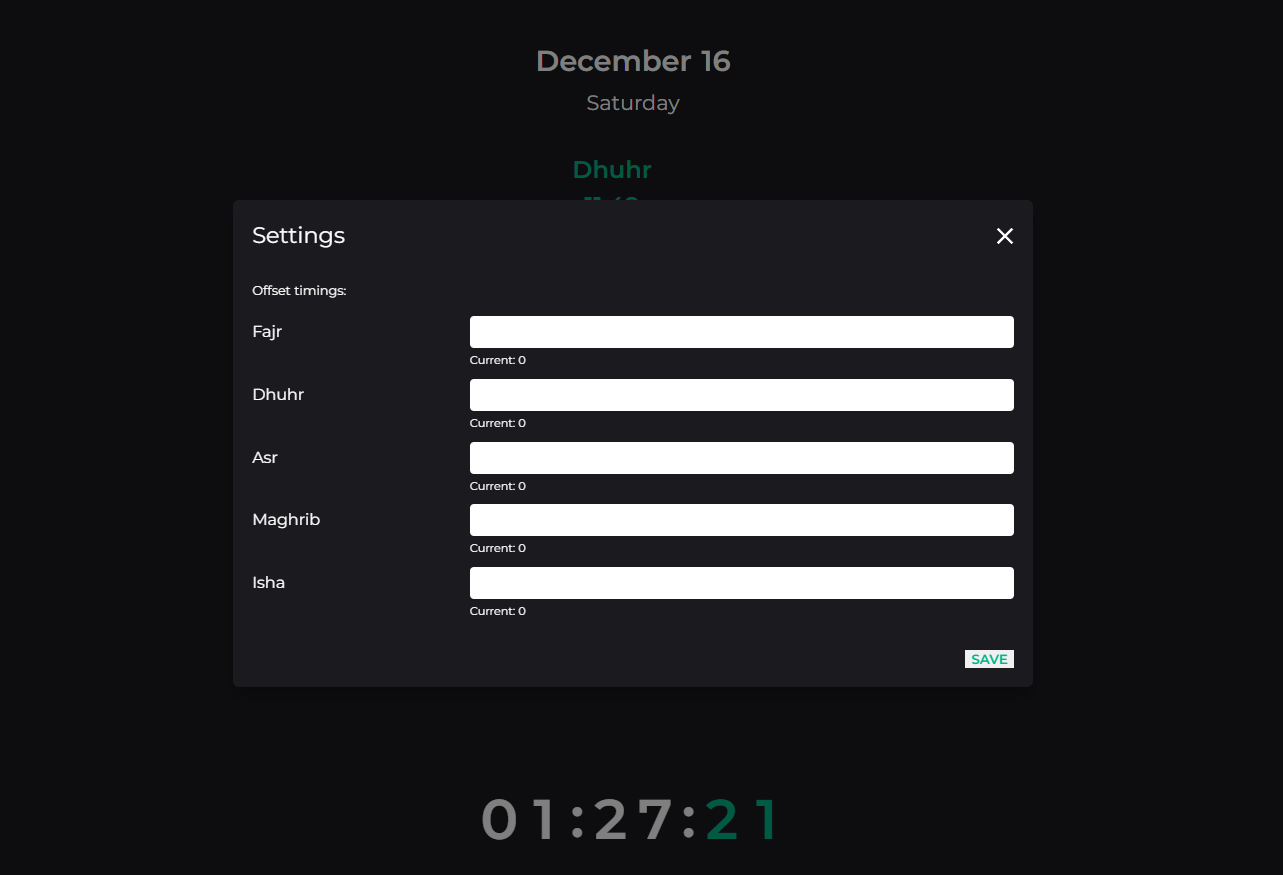 December 16
Saturday
Dhuhr
Settings
Offset timings:
Fajr
Current: 0
Dhuhr
Current: 0
Asr
Current: 0
Maghrib
Current: 0
Isha
Current: 0
SAVE
01:27:21